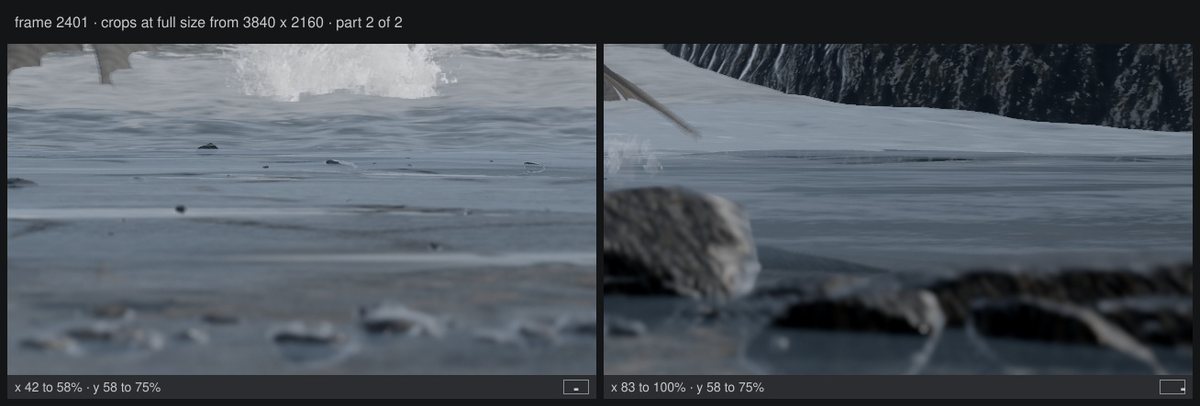 frame 2401 · crops at full size from 3840 x 2160 · part 2 of 2
x 42 to 58% · y 58 to 75%
x 83 to 100% · y 58 to 75%